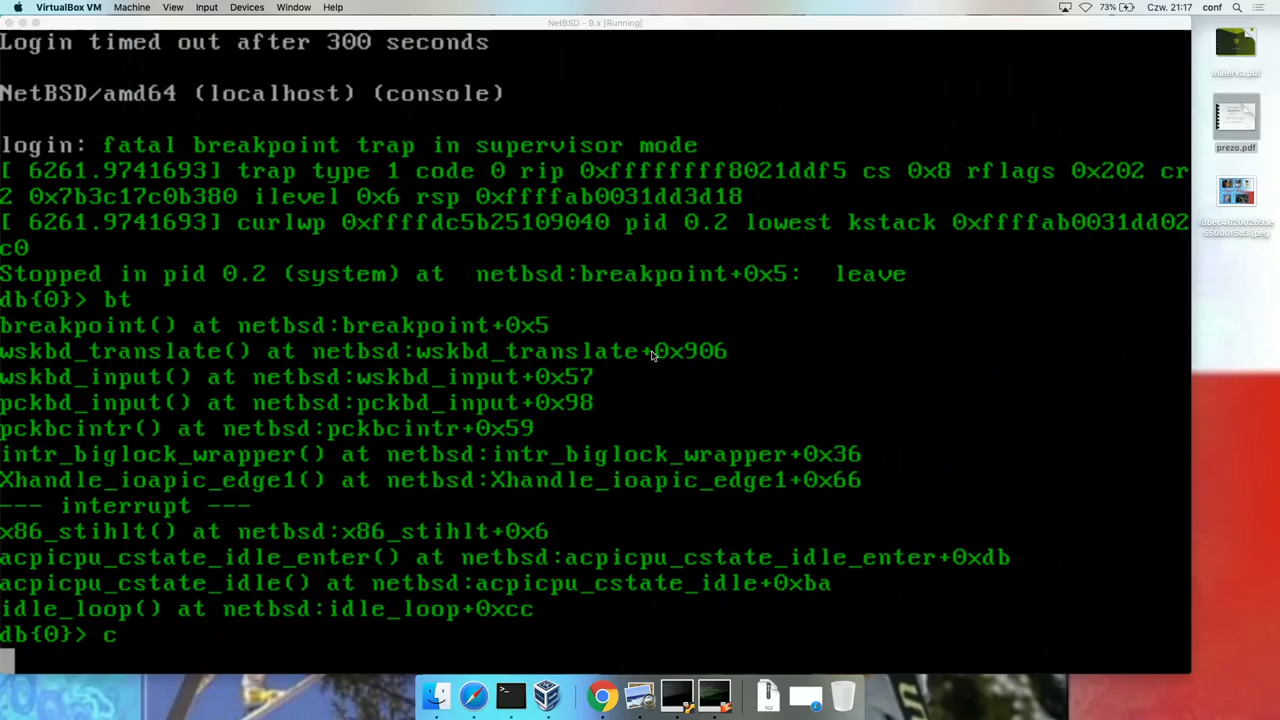 VirtualBox VM Machine View Input Devices Window Help 73% Czw. 21:17 conf
NetBSD - 9.x [Running]
Login timed out after 300 seconds
NetBSD/amd64 (localhost) (console)
login: fatal breakpoint trap in supervisor mode
[ 6261.9741693] trap type 1 code 0 rip 0xffffffff8021ddf5 cs 0x8 rflags 0x202 cr
2 0x7b3c17c0b380 ilevel 0x6 rsp 0xffffab0031dd3d18
[ 6261.9741693] curlwp 0xffffdc5b25359040 pid 0.2 lowest kstack 0xffffab0031dd02
c0
Stopped in pid 0.2 (system) at netbsd:breakpoint+0x5: leave
db{0}> bt
breakpoint() at netbsd:breakpoint+0x5
wskbd_translate() at netbsd:wskbd_translate+0x906
wskbd_input() at netbsd:wskbd_input+0x57
pckbd_input() at netbsd:pckbd_input+0x98
pckbcintr() at netbsd:pckbcintr+0x59
intr_biglock_wrapper() at netbsd:intr_biglock_wrapper+0x36
Xhandle_ioapic_edge1() at netbsd:Xhandle_ioapic_edge1+0x66
--- interrupt ---
x86_stihlt() at netbsd:x86_stihlt+0x6
acpicpu_cstate_idle_enter() at netbsd:acpicpu_cstate_idle_enter+0xdb
acpicpu_cstate_idle() at netbsd:acpicpu_cstate_idle+0xba
idle_loop() at netbsd:idle_loop+0xcc
db{0}> c
minerva.pdf
prezo.pdf